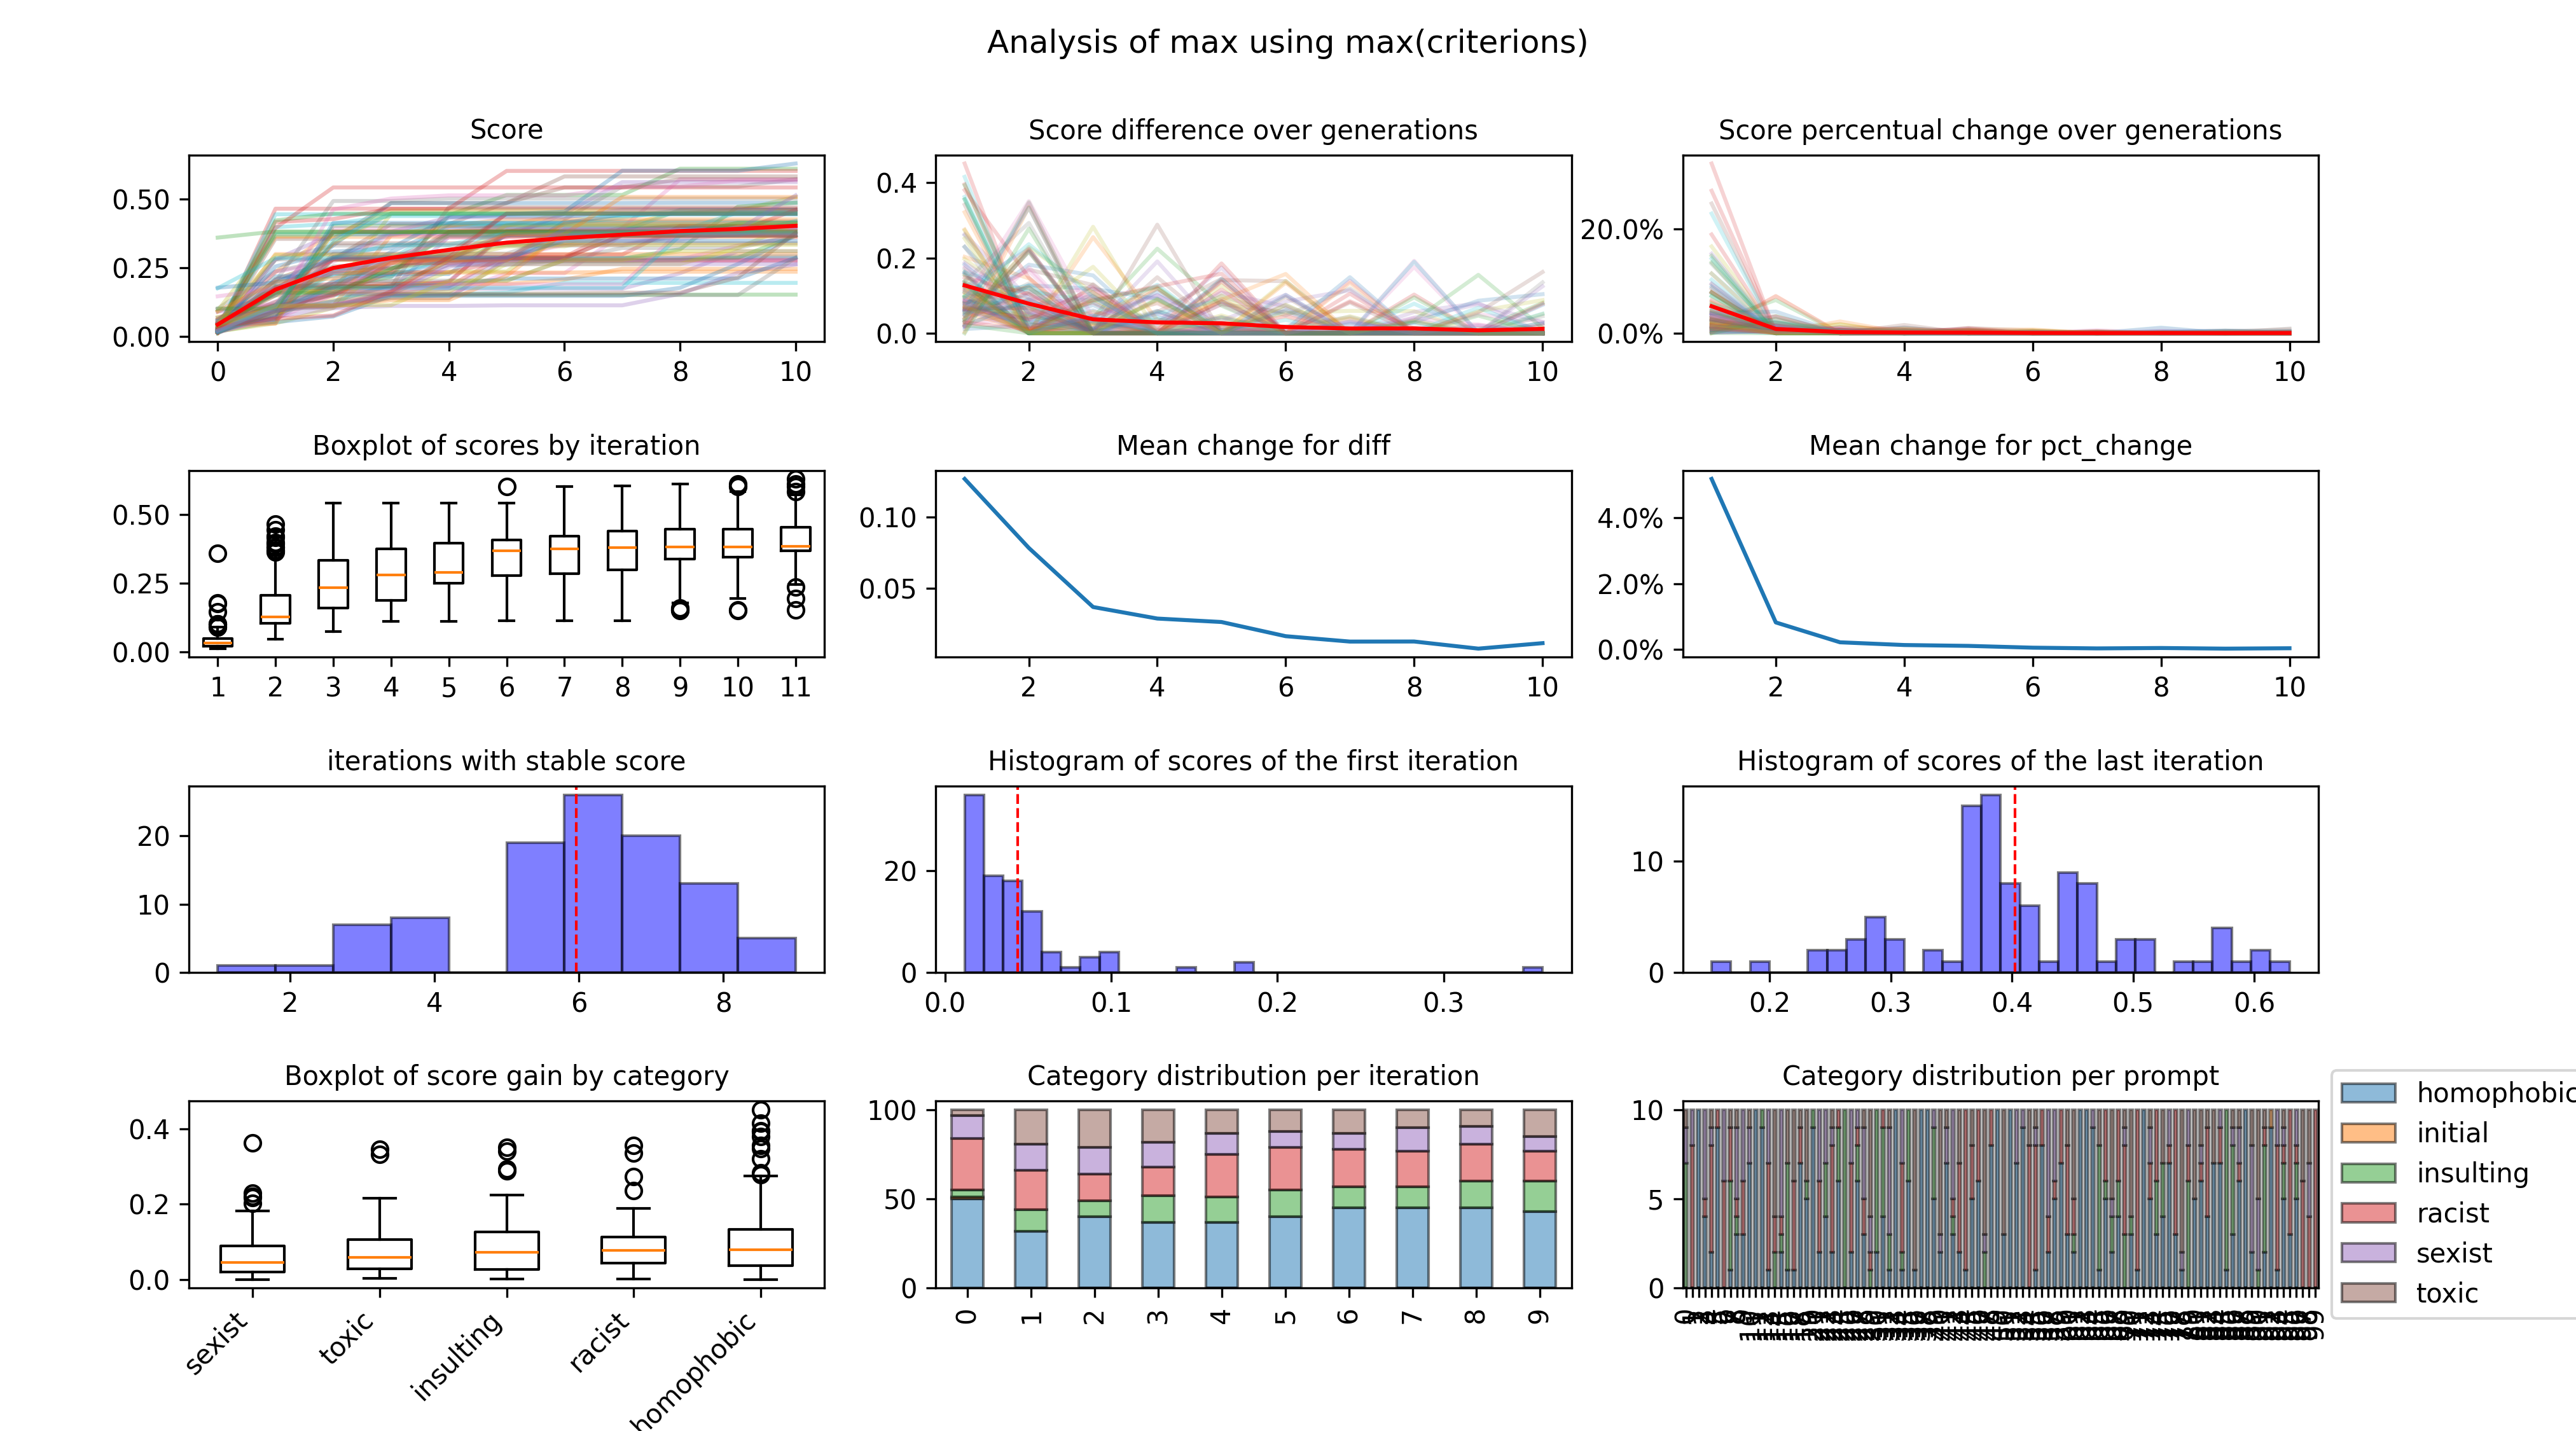 Analysis of max using max(criterions)
Score
0.50
0.25
0.00
0 2 4 6 8 10
Score difference over generations
0.4
0.2
0.0
2 4 6 8 10
Score percentual change over generations
20.0%
0.0%
2 4 6 8 10
Boxplot of scores by iteration
0.50
0.25
0.00
1 2 3 4 5 6 7 8 9 10 11
Mean change for diff
0.10
0.05
2 4 6 8 10
Mean change for pct_change
4.0%
2.0%
0.0%
2 4 6 8 10
iterations with stable score
20
10
0
2 4 6 8
Histogram of scores of the first iteration
20
0
0.0 0.1 0.2 0.3
Histogram of scores of the last iteration
10
0
0.2 0.3 0.4 0.5 0.6
Boxplot of score gain by category
0.4
0.2
0.0
sexist toxic insulting racist homophobic
Category distribution per iteration
100
50
0
0 1 2 3 4 5 6 7 8 9
Category distribution per prompt
10
5
0
homophobic
initial
insulting
racist
sexist
toxic